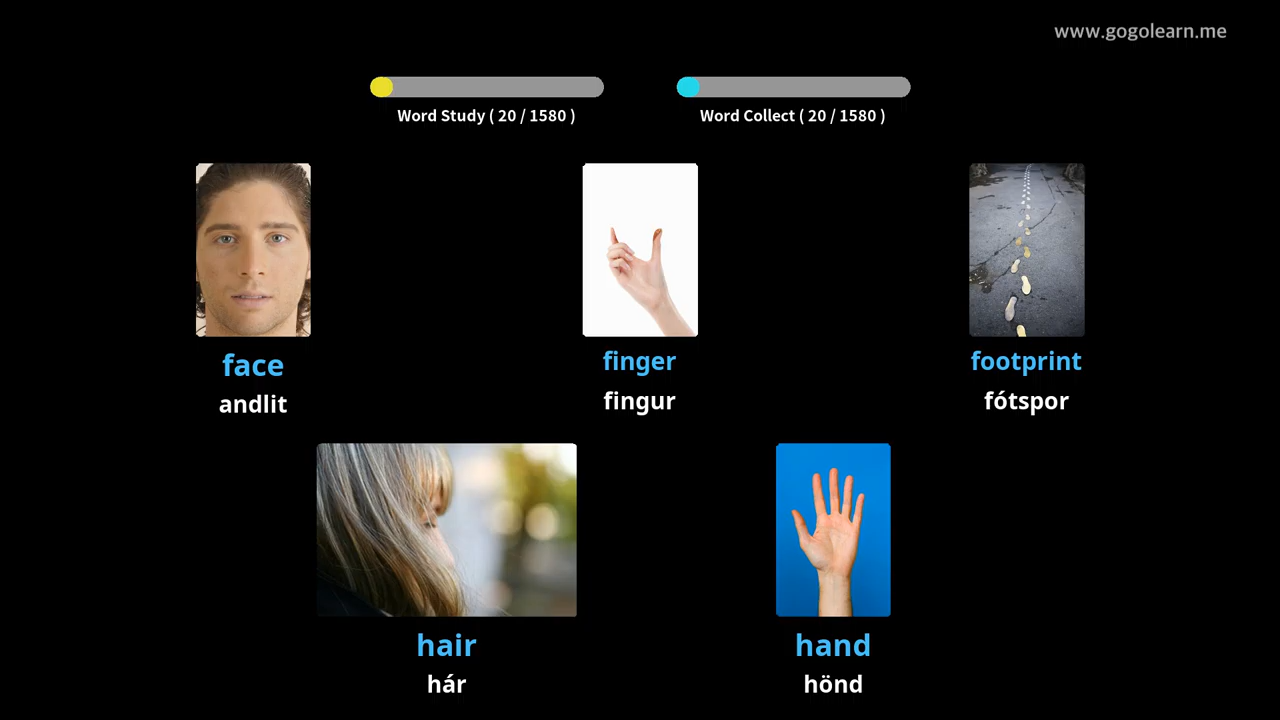 www.gogolearn.me
Word Study ( 20 / 1580 )
Word Collect ( 20 / 1580 )
face
andlit
finger
fingur
footprint
fótspor
hair
hár
hand
hönd